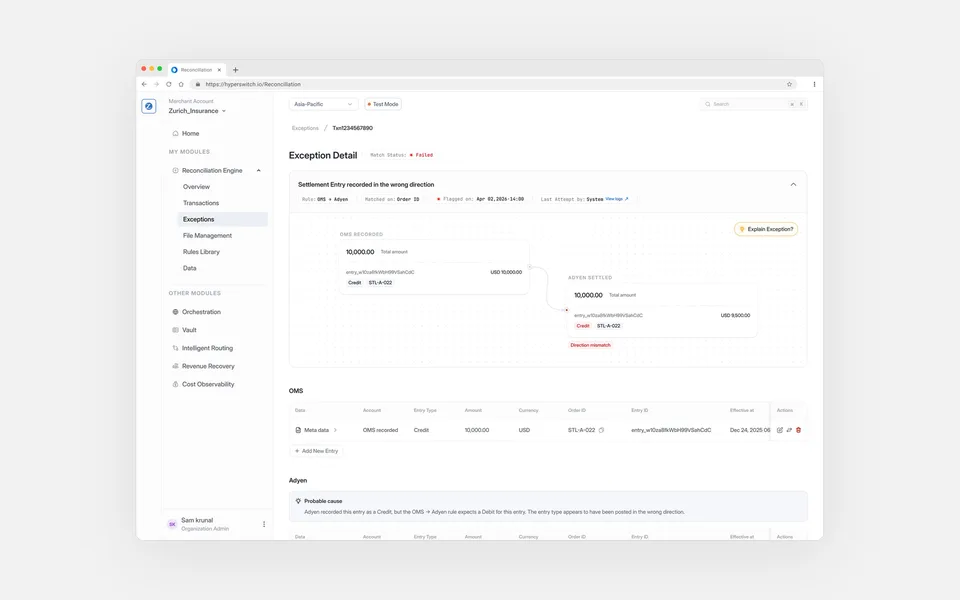 Reconciliation
https://hyperswitch.io/Reconcillation
Merchant Account
Zurich_Insurance
Asia-Pacific
Test Mode
Search
Home
MY MODULES
Reconciliation Engine
Overview
Transactions
Exceptions
File Management
Rules Library
Data
OTHER MODULES
Orchestration
Vault
Intelligent Routing
Revenue Recovery
Cost Observability
SK
Sam krunal
Organization Admin
Exceptions / Txn1234567890
Exception Detail
Match Status: Failed
Settlement Entry recorded in the wrong direction
Rule: OMS → Adyen
Matched on: Order ID
Flagged on: Apr 02,2026·14:08
Last Attempt by: System View logs ↗
Explain Exception?
OMS RECORDED
10,000.00 Total amount
USD 10,000.00
Credit STL-A-022
ADYEN SETTLED
10,000.00 Total amount
USD 9,500.00
Credit STL-A-022
Direction mismatch
OMS
Data Amount Entry Type Amount Currency Order ID Entry ID Effective at Actions
Meta data OMS recorded Credit 10,000.00 USD STL-A-022 Dec 24, 2025 06
+ Add New Entry
Adyen
Probable cause
Adyen recorded this entry as a Credit, but the OMS → Adyen rule expects a Debit for this entry. The entry type appears to have been posted in the wrong direction.
Data Amount Entry Type Amount Currency Order ID Entry ID Effective at Actions